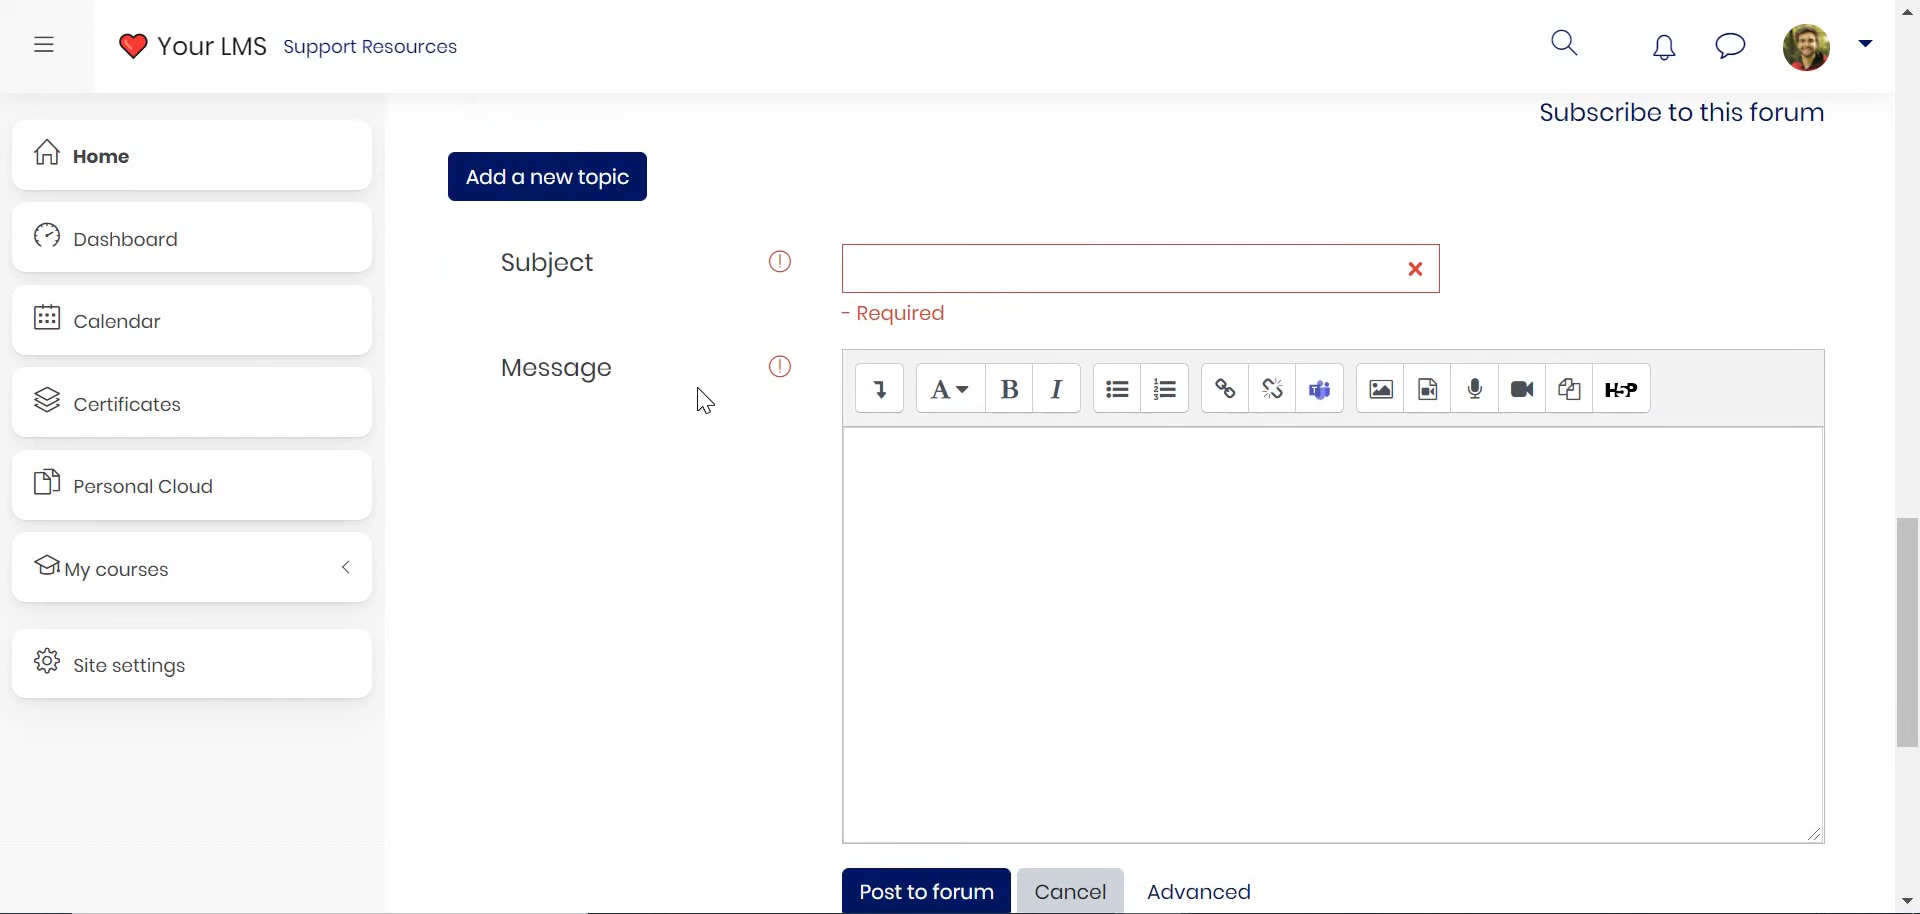 Your LMS Support Resources
Subscribe to this forum
Home
Dashboard
Calendar
Certificates
Personal Cloud
My courses
Site settings
Add a new topic
Subject
- Required
Message
A B I
H5P
Post to forum Cancel Advanced